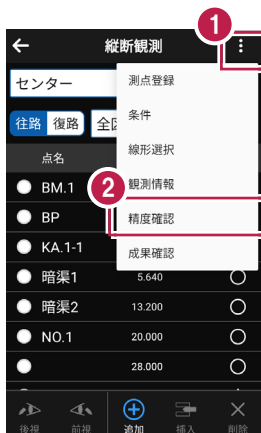 1
縦断観測
センター
測点登録
条件
往路 復路 全
線形選択
点名
観測情報
BM.1
2
精度確認
BP
成果確認
KA.1-1
暗渠1 5.640
暗渠2 13.200
NO.1 20.000
28.000
後視 前視 追加 挿入 削除